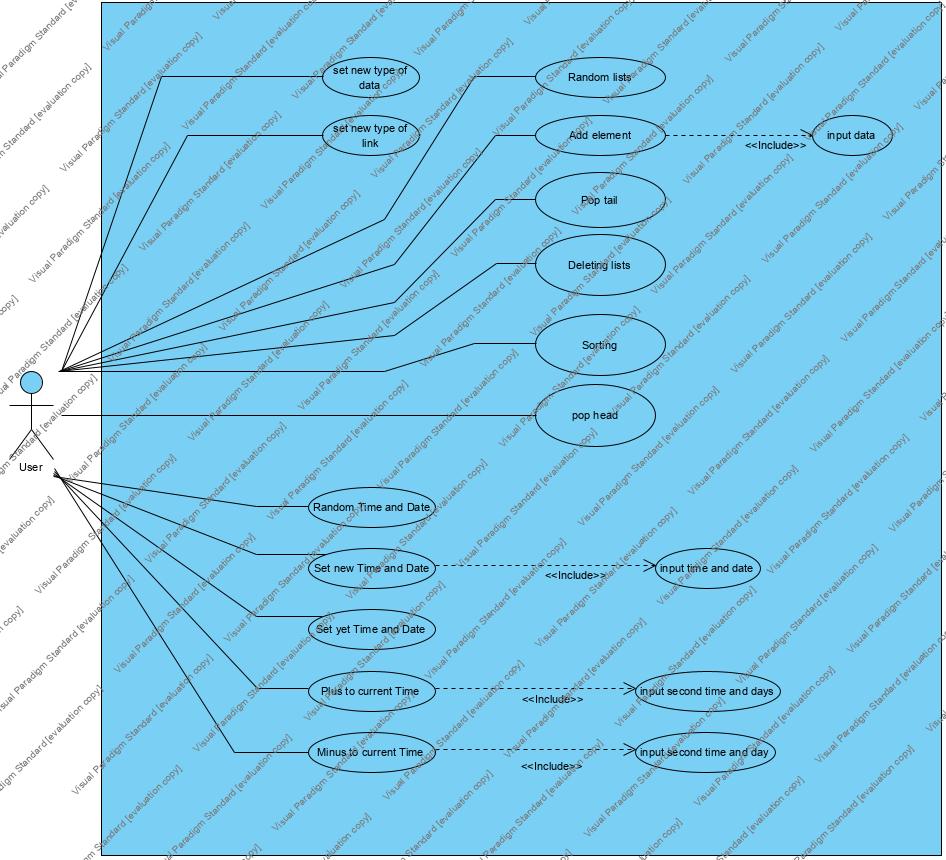 set new type of
data
Random lists
set new type of
link
Add element
<<Include>>
input data
Pop tail
Deleting lists
Sorting
pop head
User
Random Time and Date
Set new Time and Date
<<Include>>
input time and date
Set yet Time and Date
Plus to current Time
<<Include>>
input second time and days
Minus to current Time
<<Include>>
input second time and day
Visual Paradigm Standard [evaluation copy]